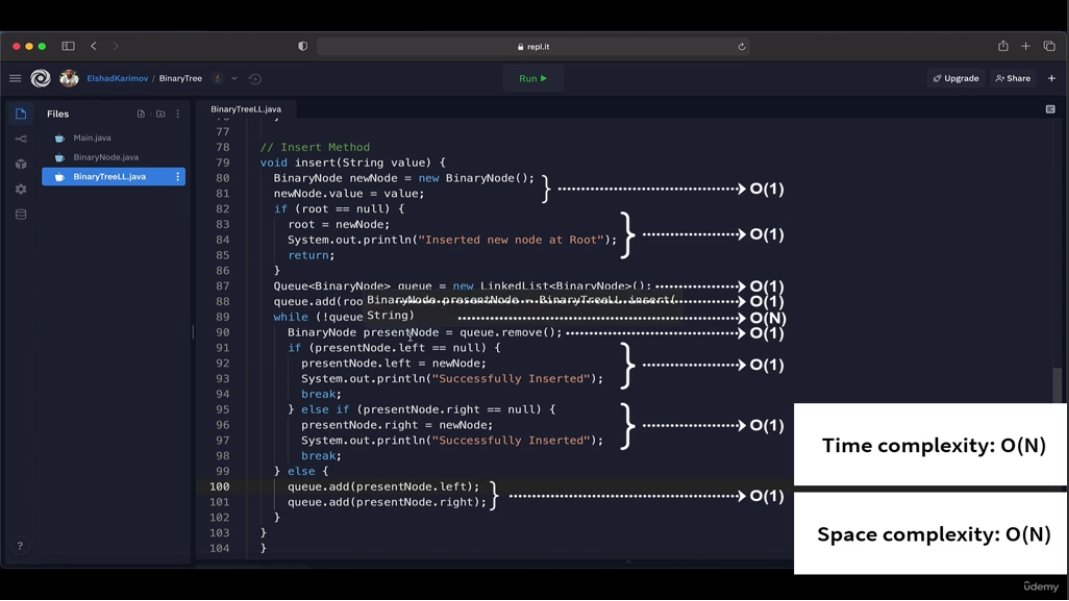 repl.it
ElshadKarimov / BinaryTree
Run
Upgrade
Share
Files
BinaryTreeLL.java
Main.java
BinaryNode.java
BinaryTreeLL.java
77
78 // Insert Method
79 void insert(String value) {
80 BinaryNode newNode = new BinaryNode();
81 newNode.value = value;
O(1)
82 if (root == null) {
83 root = newNode;
84 System.out.println("Inserted new node at Root");
85 return;
86 }
O(1)
87 Queue<BinaryNode> queue = new LinkedList<BinaryNode>(); O(1)
88 queue.add(roo O(1)
BinaryNode presentNode - BinaryTreeLL.insert(
String)
89 while (!queue O(N)
90 BinaryNode presentNode = queue.remove(); O(1)
91 if (presentNode.left == null) {
92 presentNode.left = newNode;
93 System.out.println("Successfully Inserted");
94 break;
O(1)
95 } else if (presentNode.right == null) {
96 presentNode.right = newNode;
97 System.out.println("Successfully Inserted");
98 break;
O(1)
99 } else {
100 queue.add(presentNode.left);
101 queue.add(presentNode.right);
O(1)
102 }
103 }
104 }
Time complexity: O(N)
Space complexity: O(N)
?
ûdemy